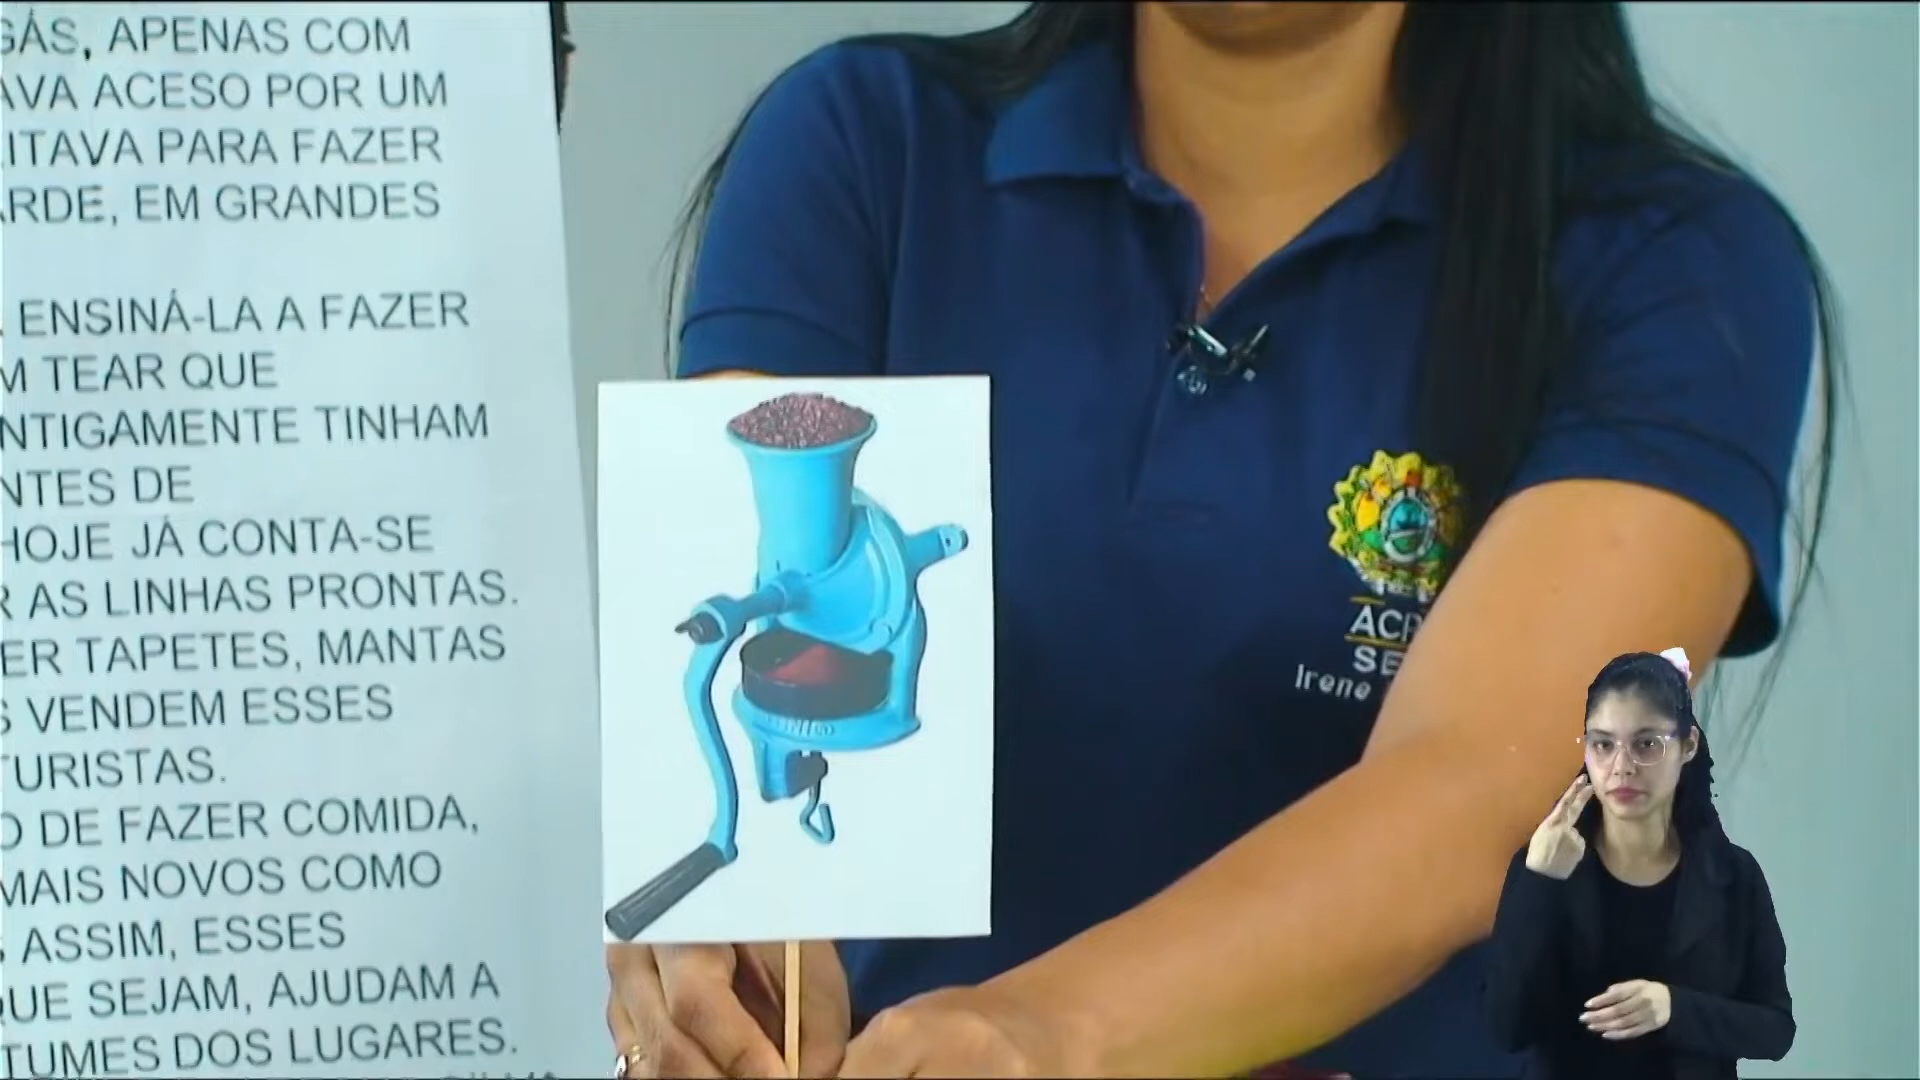 GÁS, APENAS COM
AVA ACESO POR UM
ITAVA PARA FAZER
ARDE, EM GRANDES
ENSINÁ-LA A FAZER
M TEAR QUE
NTIGAMENTE TINHAM
NTES DE
HOJE JÁ CONTA-SE
R AS LINHAS PRONTAS.
ER TAPETES, MANTAS
S VENDEM ESSES
TURISTAS.
O DE FAZER COMIDA,
MAIS NOVOS COMO
ASSIM, ESSES
QUE SEJAM, AJUDAM A
TUMES DOS LUGARES.
ACR
SE
Irene